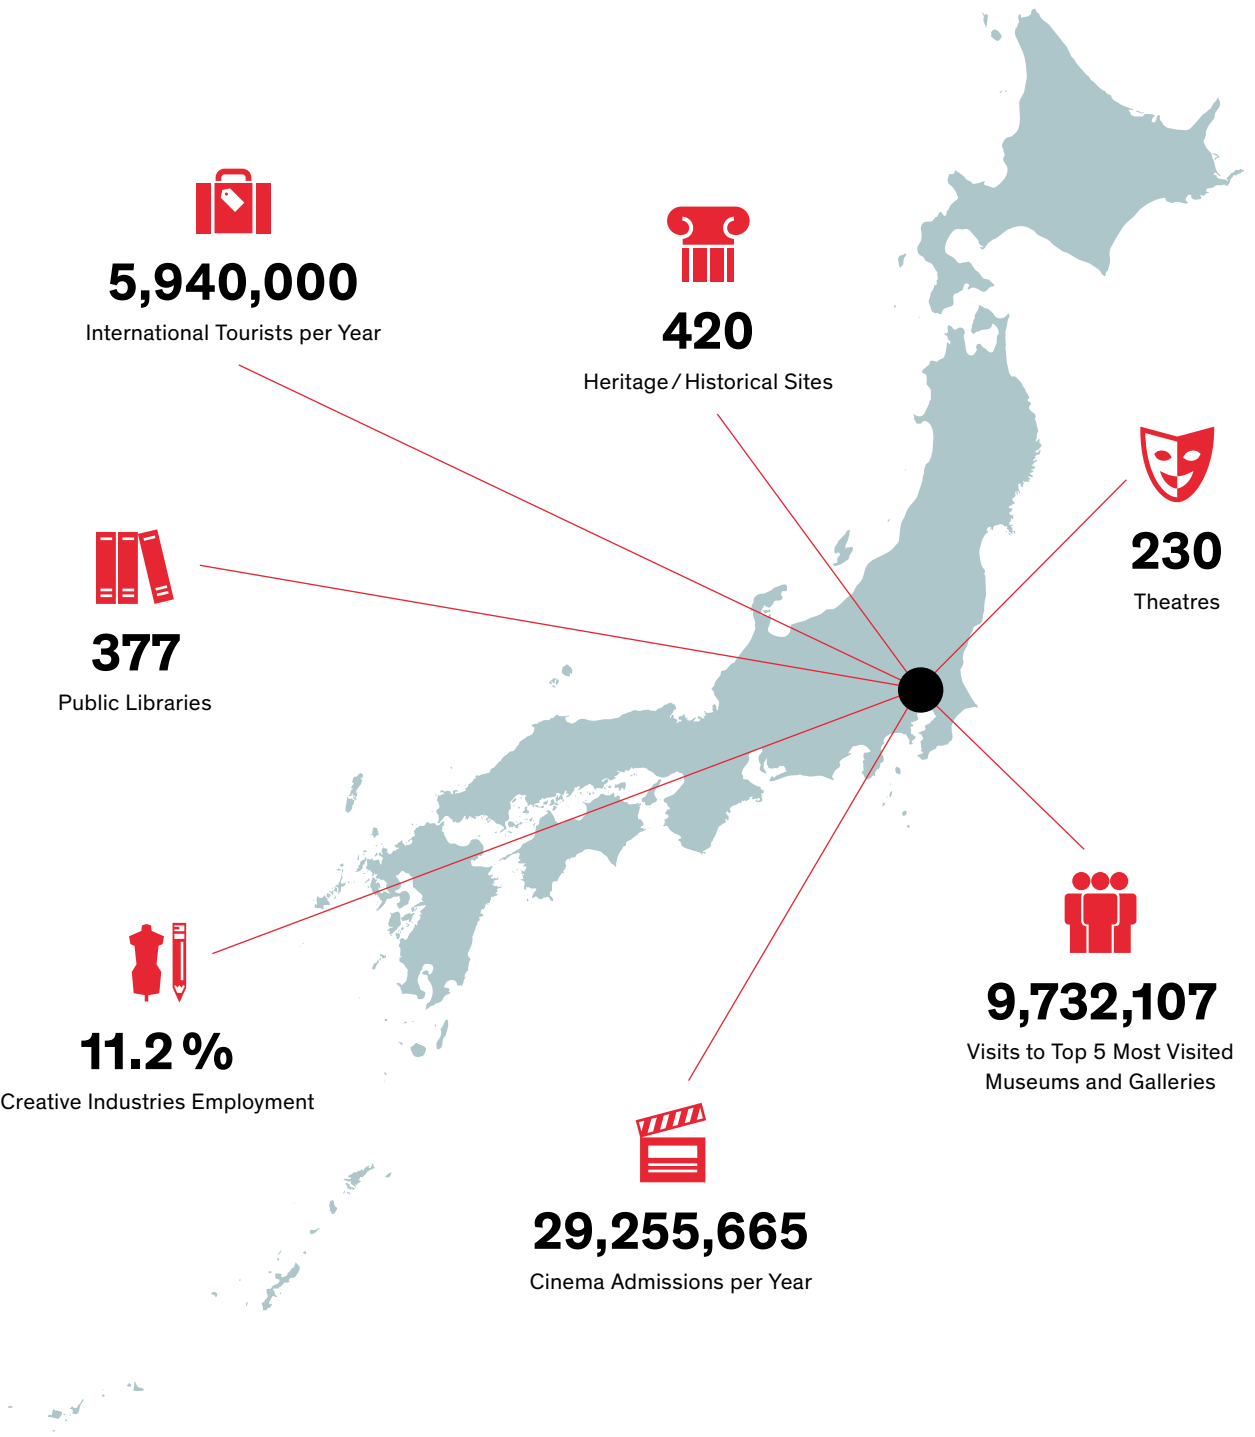 5,940,000
International Tourists per Year
420
Heritage/Historical Sites
230
Theatres
377
Public Libraries
9,732,107
Visits to Top 5 Most Visited
Museums and Galleries
11.2 %
Creative Industries Employment
29,255,665
Cinema Admissions per Year